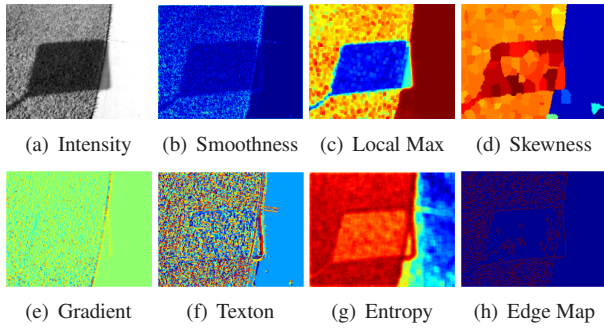 (a) Intensity (b) Smoothness (c) Local Max (d) Skewness
(e) Gradient (f) Texton (g) Entropy (h) Edge Map